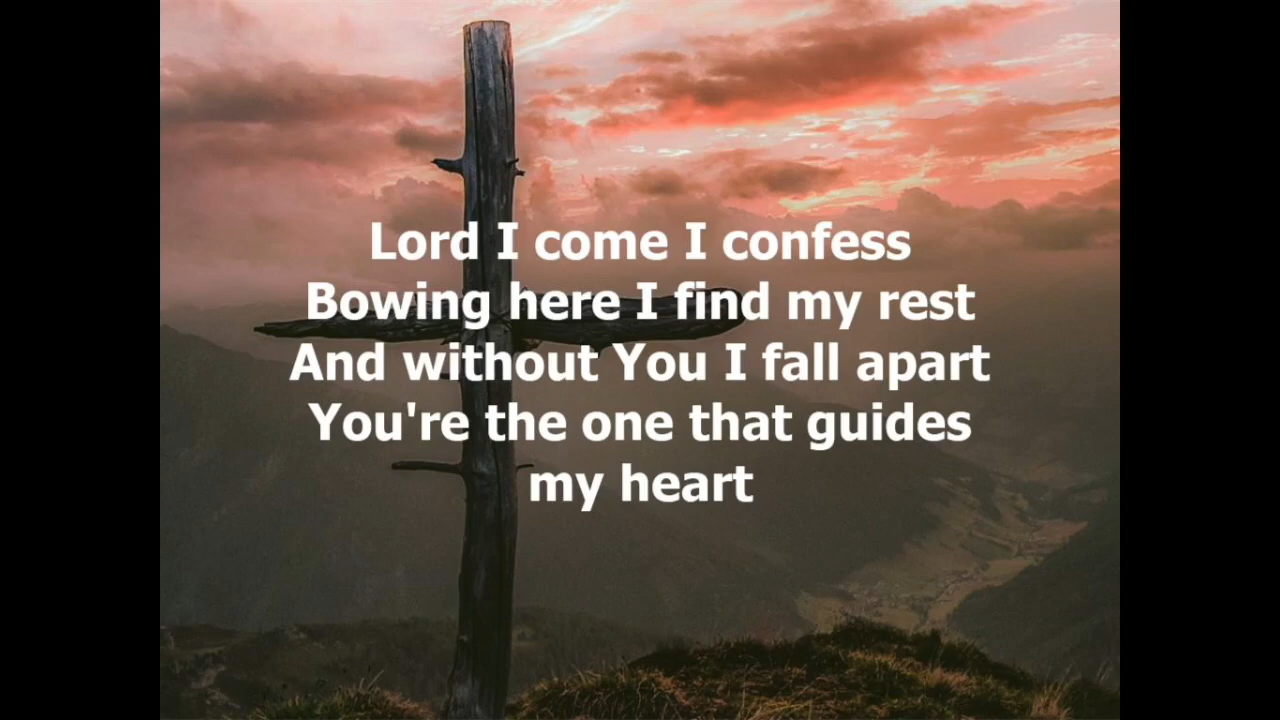 Lord I come I confess
Bowing here I find my rest
And without You I fall apart
You're the one that guides
my heart